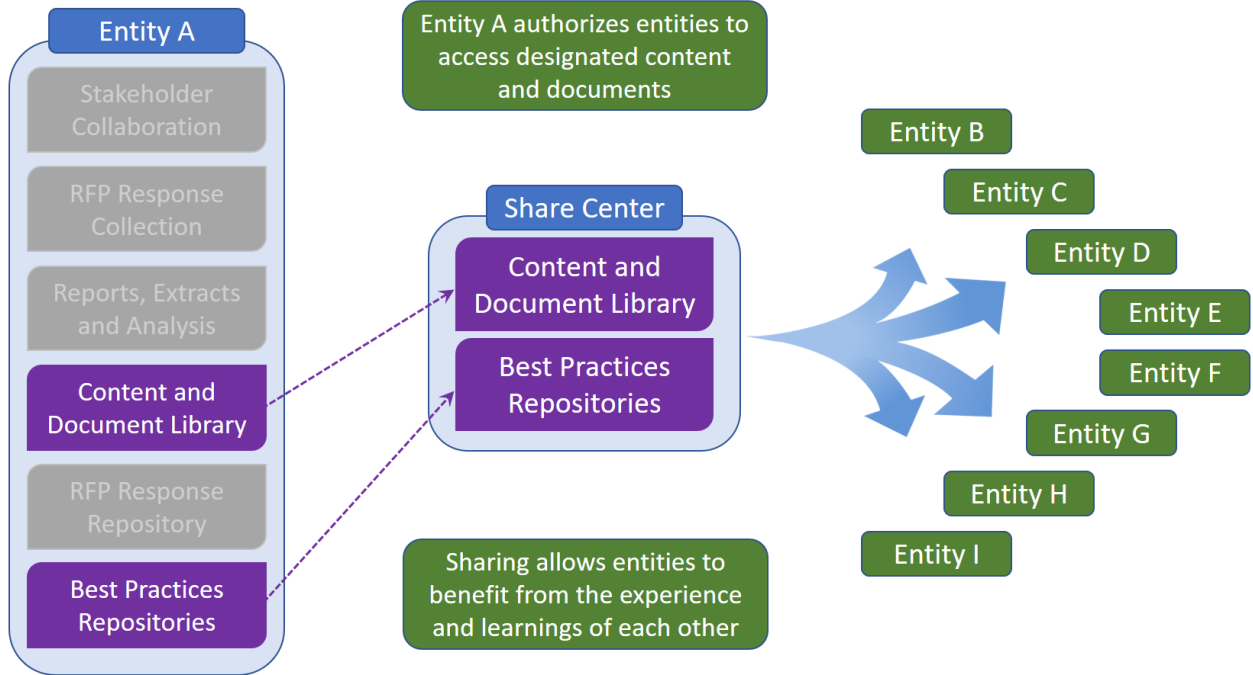 Entity A
Stakeholder
Collaboration
RFP Response
Collection
Reports, Extracts
and Analysis
Content and
Document Library
RFP Response
Repository
Best Practices
Repositories
Entity A authorizes entities to
access designated content
and documents
Share Center
Content and
Document Library
Best Practices
Repositories
Sharing allows entities to
benefit from the experience
and learnings of each other
Entity B
Entity C
Entity D
Entity E
Entity F
Entity G
Entity H
Entity I